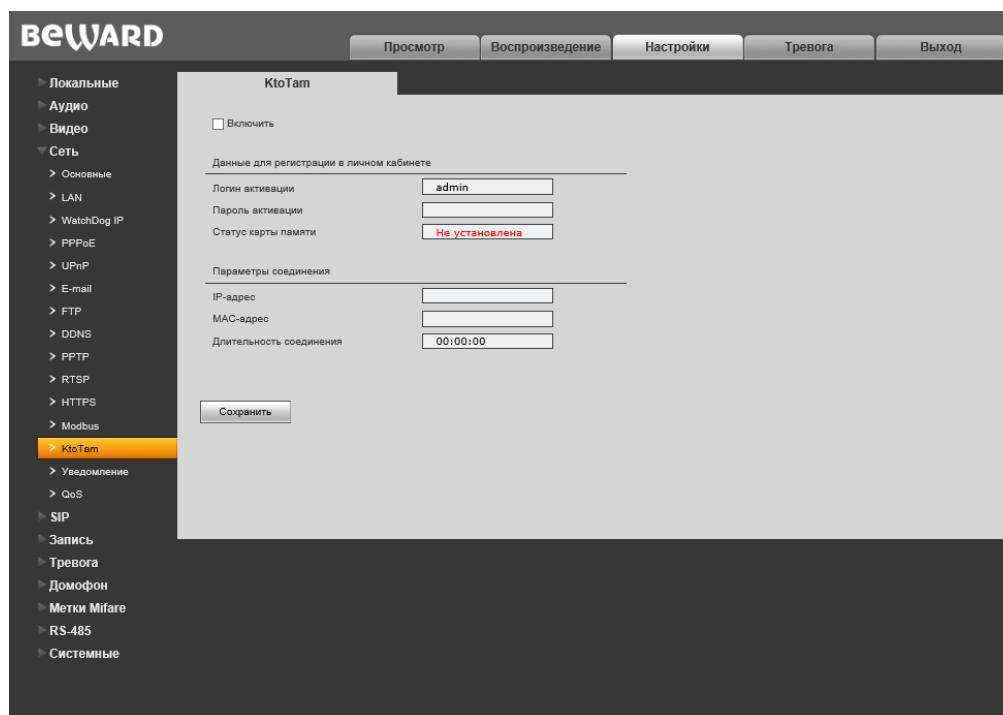 BEWARD
Просмотр
Воспроизведение
Настройки
Тревога
Выход
Локальные
Аудио
Видео
Сеть
Основные
LAN
WatchDog IP
PPPoE
UPnP
E-mail
FTP
DDNS
PPTP
RTSP
HTTPS
Modbus
KtoTam
Уведомление
QoS
SIP
Запись
Тревога
Домофон
Метки Mifare
RS-485
Системные
KtoTam
Включить
Данные для регистрации в личном кабинете
Логин активации admin
Пароль активации
Статус карты памяти Не установлена
Параметры соединения
IP-адрес
MAC-адрес
Длительность соединения 00:00:00
Сохранить